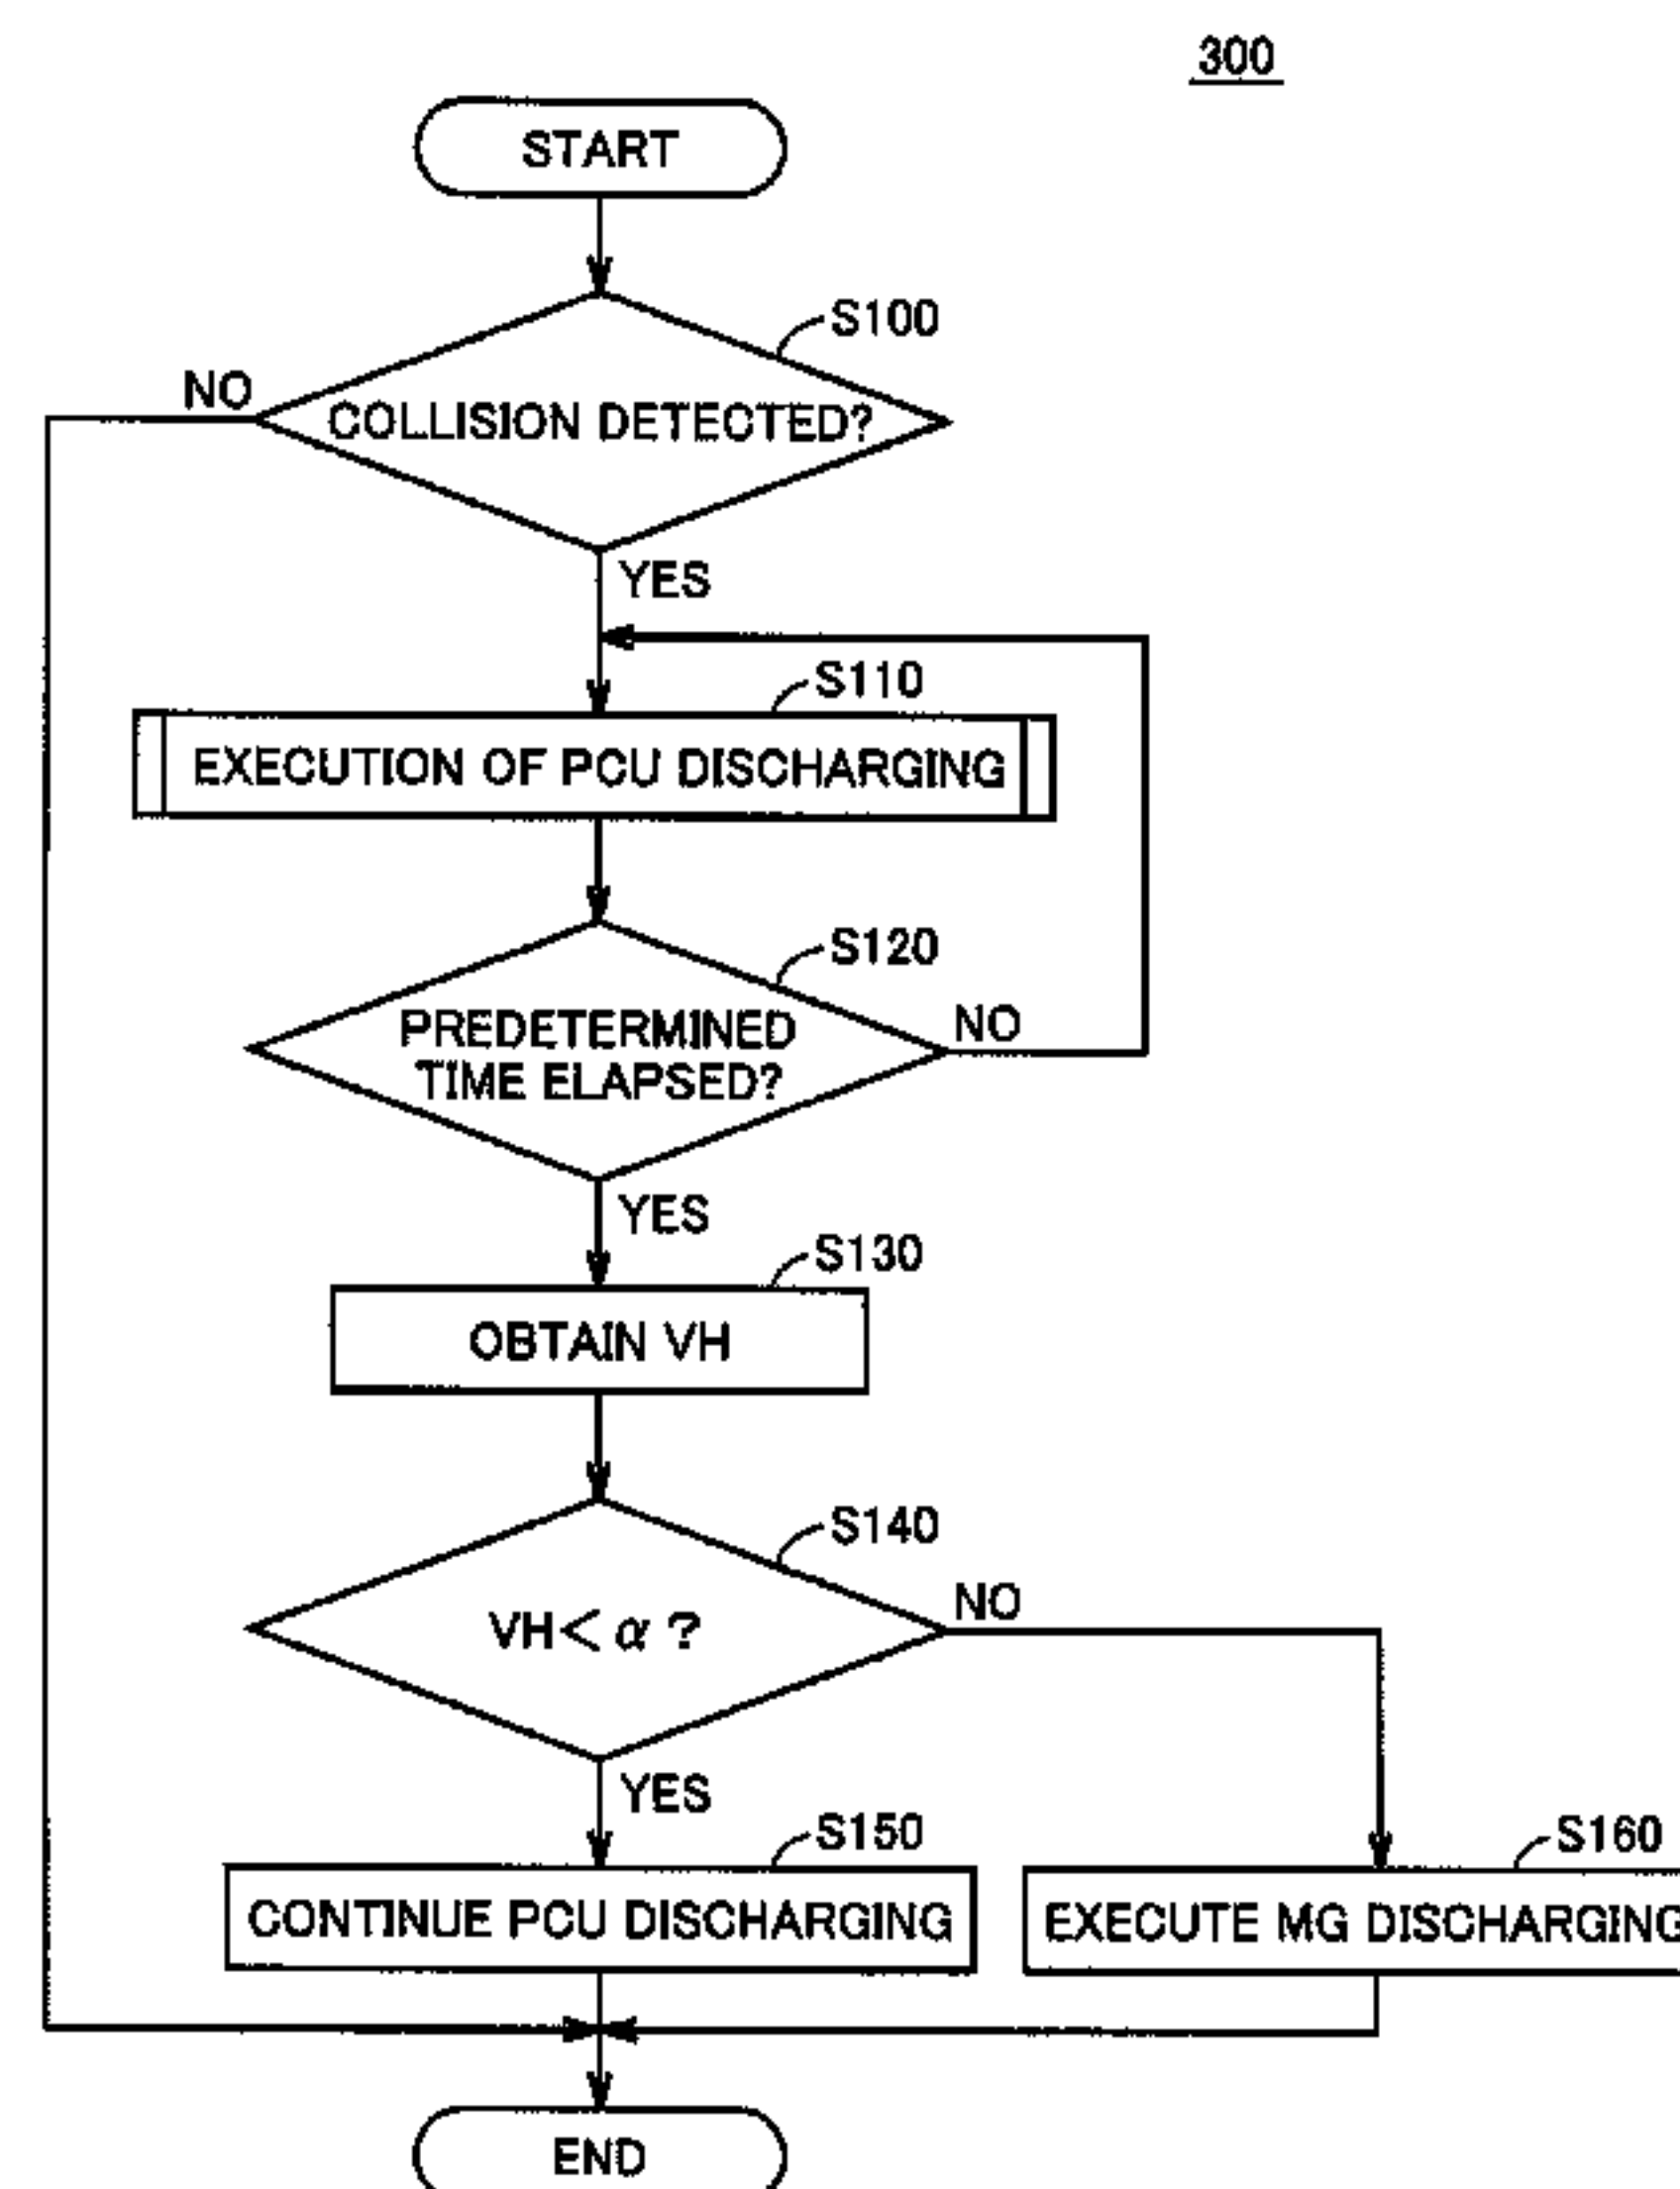 300
START
S100
NO
COLLISION DETECTED?
YES
S110
EXECUTION OF PCU DISCHARGING
S120
NO
PREDETERMINED
TIME ELAPSED?
YES
S130
OBTAIN VH
S140
NO
VH<α?
YES
S150
S160
CONTINUE PCU DISCHARGING
EXECUTE MG DISCHARGING
END